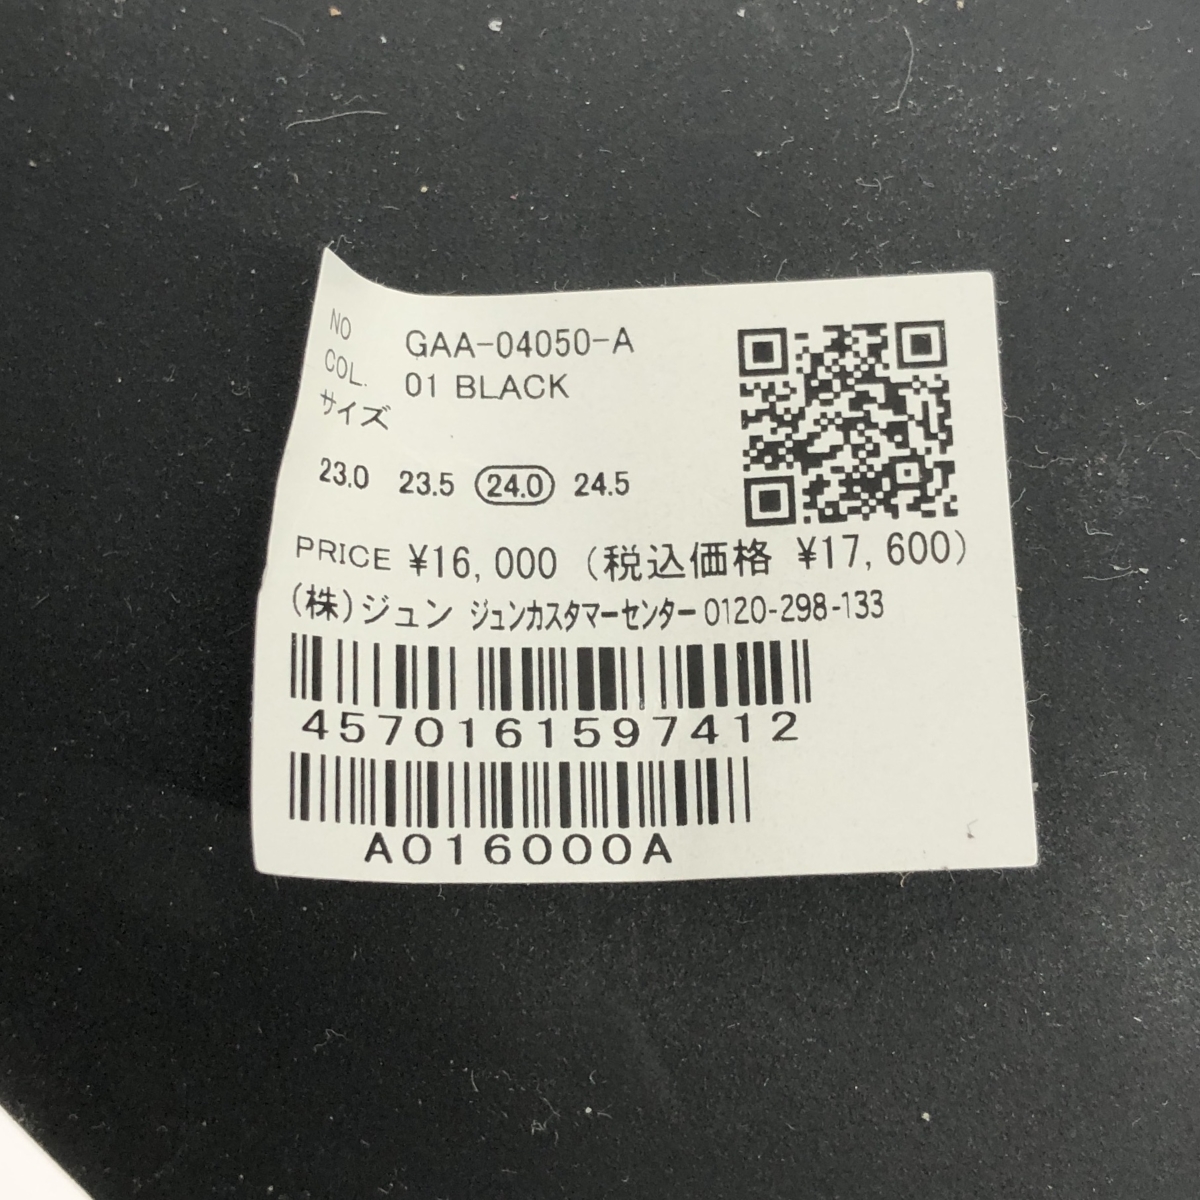 NO GAA-04050-A
COL. 01 BLACK
サイズ
23.0 23.5 24.0 24.5
PRICE ¥16,000 (税込価格 ¥17,600)
(株)ジュン ジュンカスタマーセンター 0120-298-133
4570161597412
A016000A